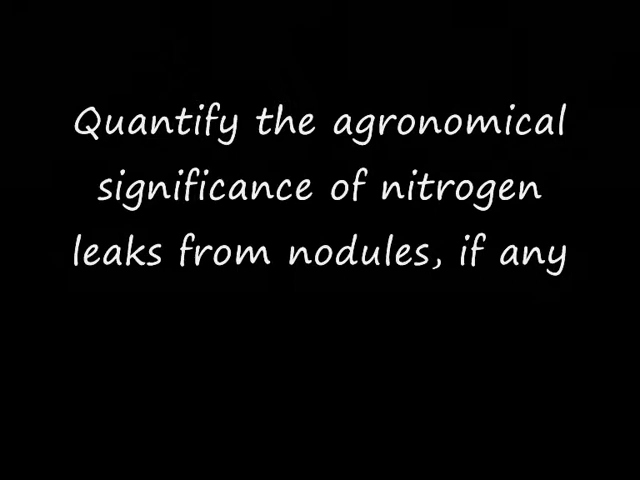 Quantify the agronomical
significance of nitrogen
leaks from nodules, if any